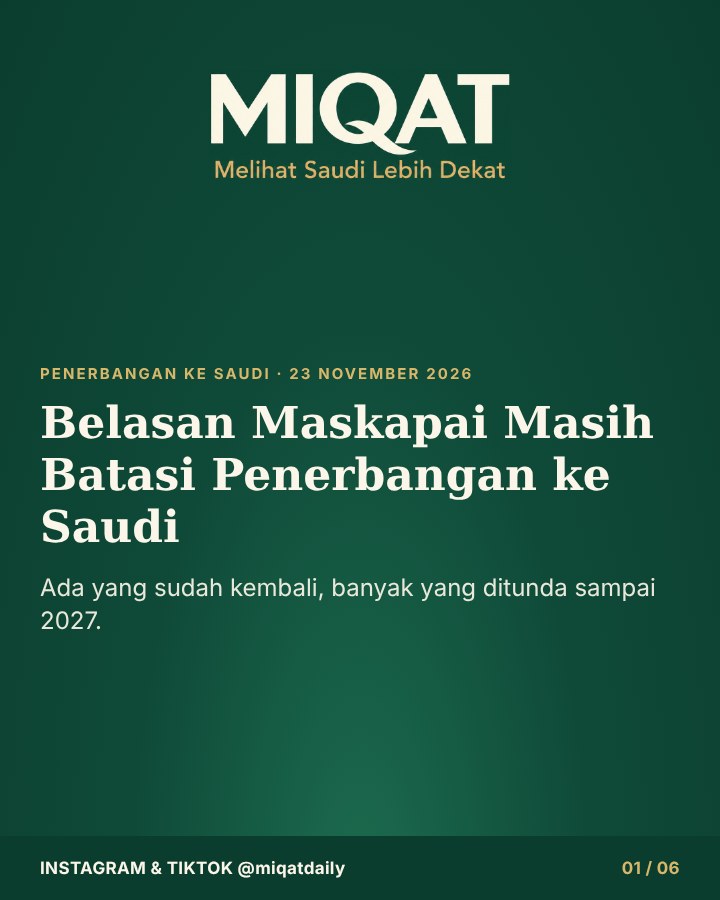 MIQAT
Melihat Saudi Lebih Dekat
PENERBANGAN KE SAUDI · 23 NOVEMBER 2026
Belasan Maskapai Masih
Batasi Penerbangan ke
Saudi
Ada yang sudah kembali, banyak yang ditunda sampai
2027.
INSTAGRAM & TIKTOK @miqatdaily
01 / 06